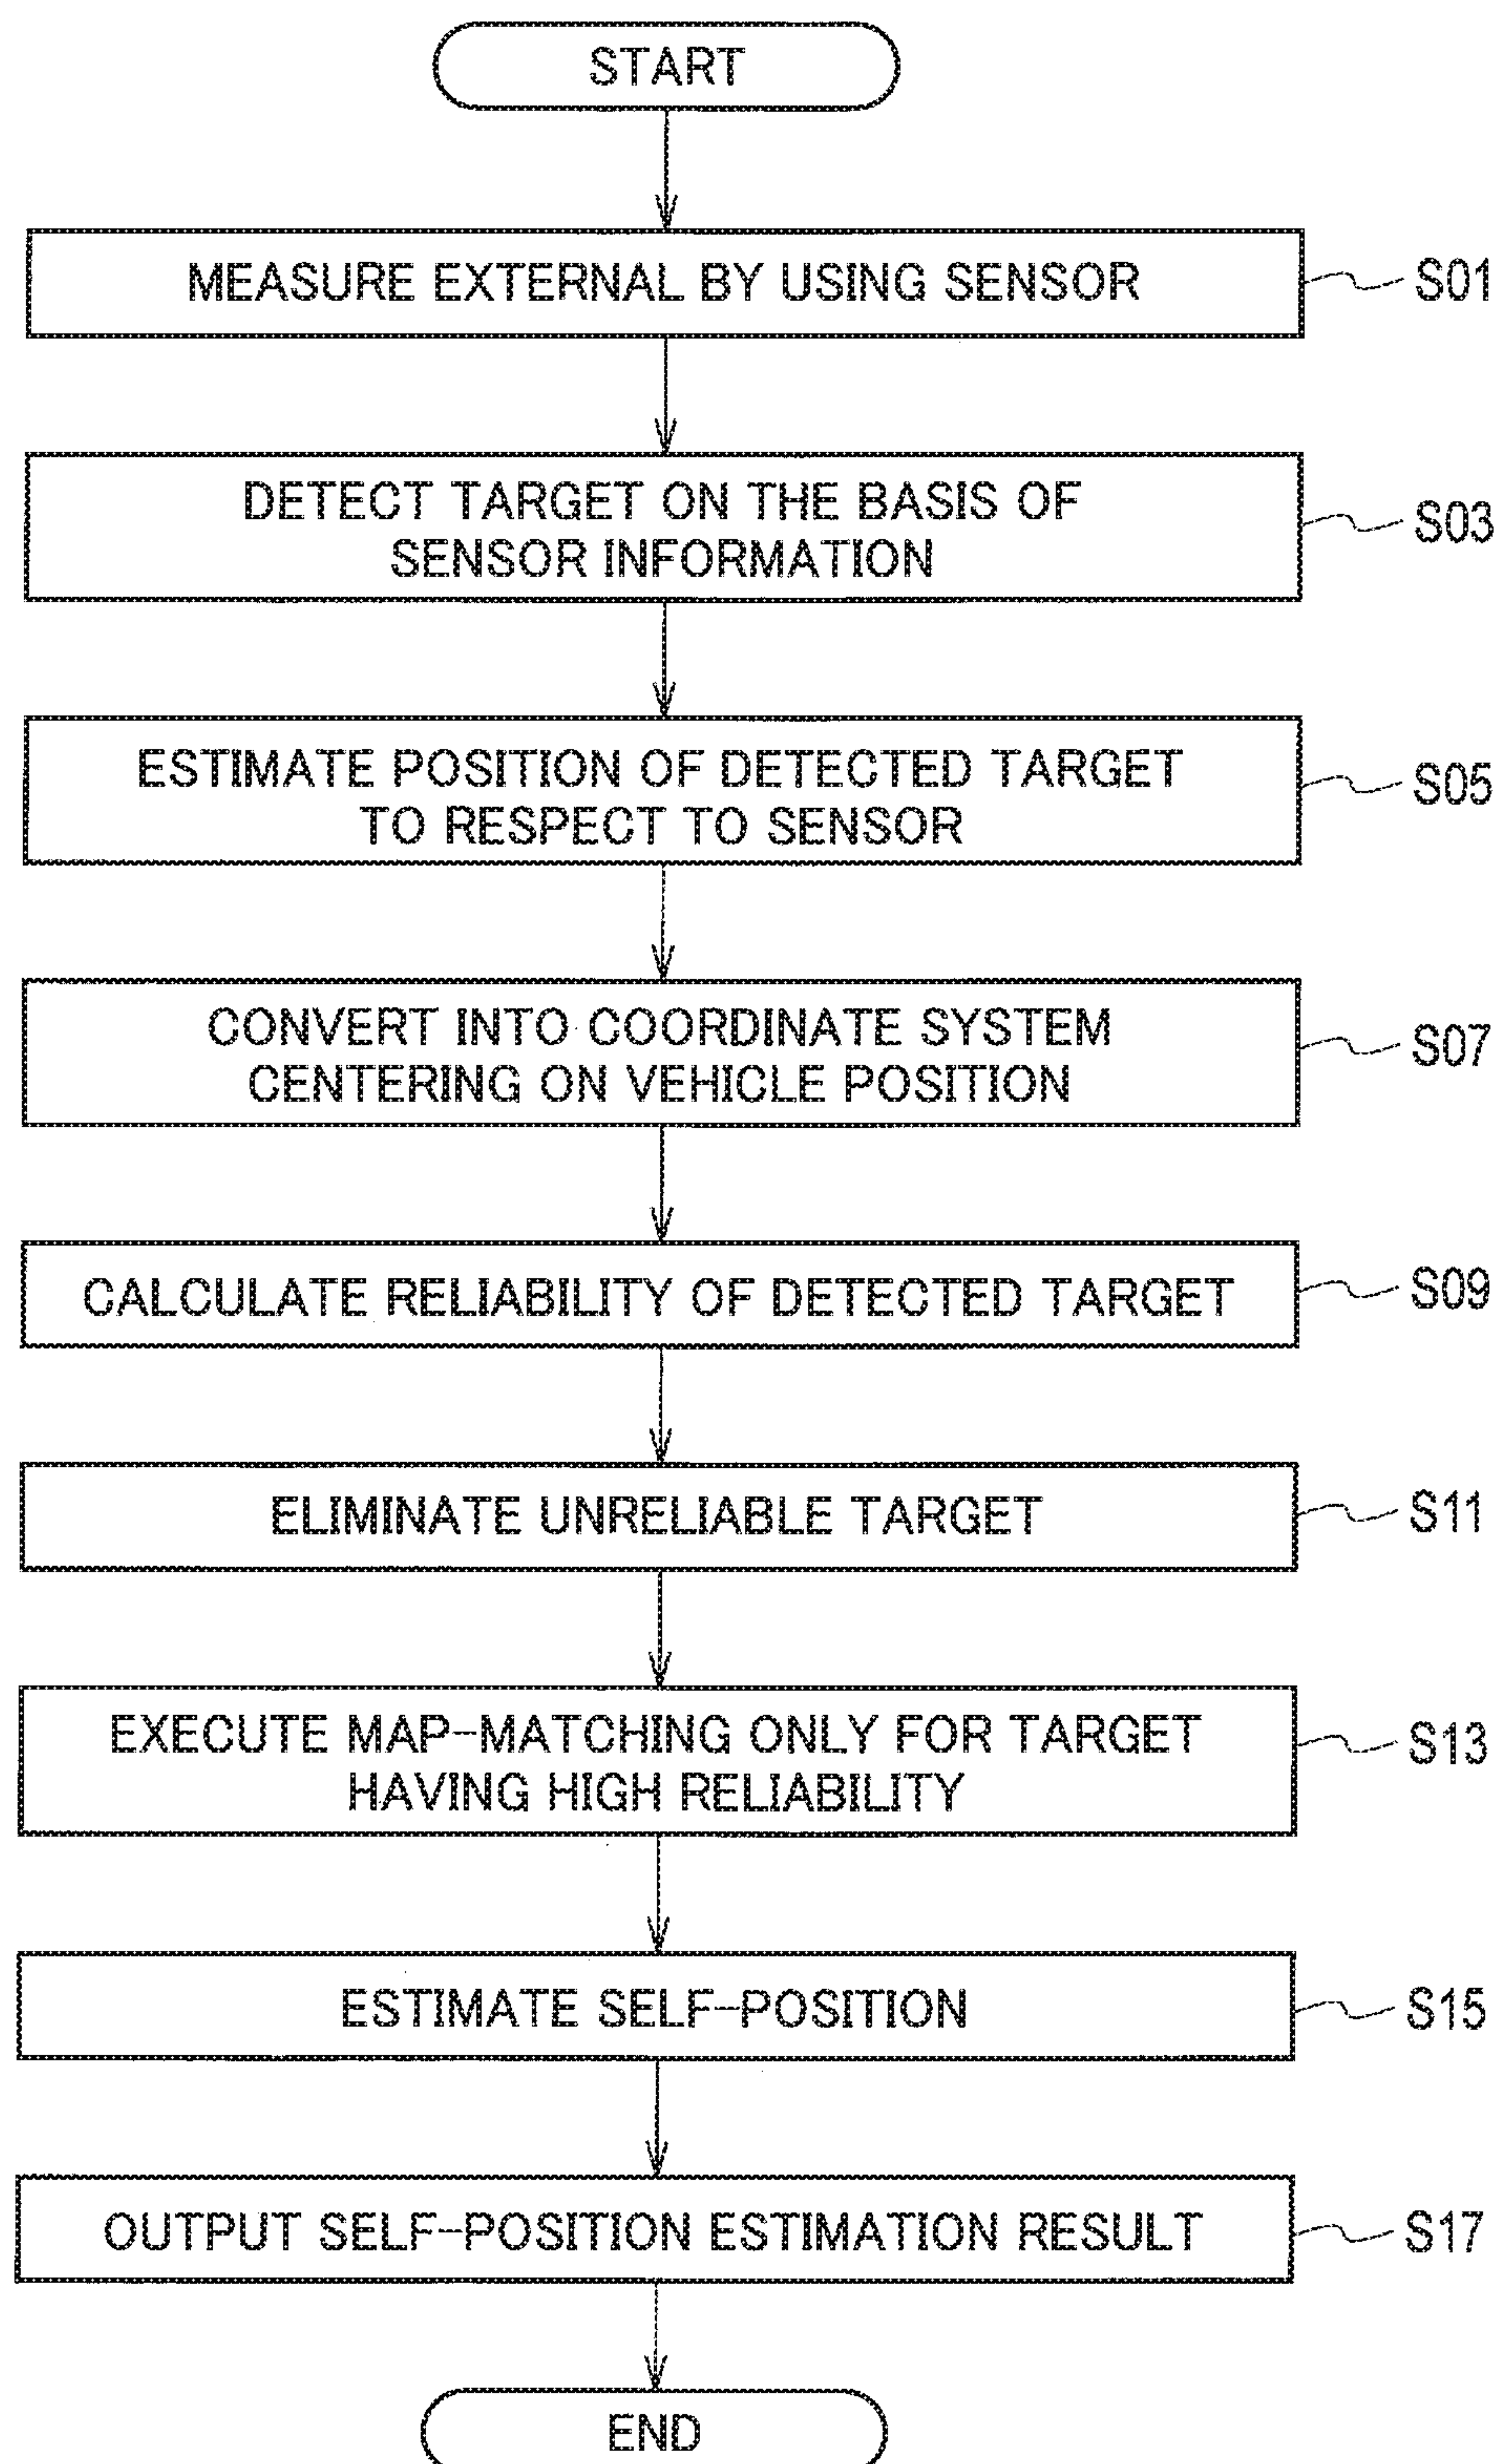 START
MEASURE EXTERNAL BY USING SENSOR
S01
DETECT TARGET ON THE BASIS OF
SENSOR INFORMATION
S03
ESTIMATE POSITION OF DETECTED TARGET
TO RESPECT TO SENSOR
S05
CONVERT INTO COORDINATE SYSTEM
CENTERING ON VEHICLE POSITION
S07
CALCULATE RELIABILITY OF DETECTED TARGET
S09
ELIMINATE UNRELIABLE TARGET
S11
EXECUTE MAP-MATCHING ONLY FOR TARGET
HAVING HIGH RELIABILITY
S13
ESTIMATE SELF-POSITION
S15
OUTPUT SELF-POSITION ESTIMATION RESULT
S17
END